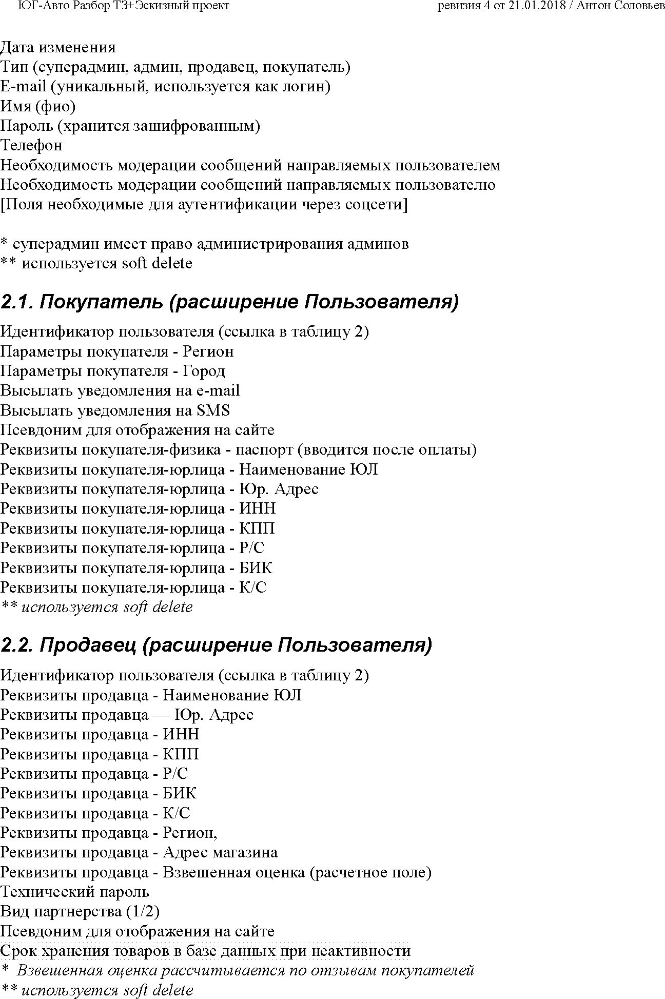 ЮГ-Авто Разбор ТЗ+Эскизный проект ревизия 4 от 21.01.2018 / Антон Соловьев
Дата изменения
Тип (суперадмин, админ, продавец, покупатель)
E-mail (уникальный, используется как логин)
Имя (фио)
Пароль (хранится зашифрованным)
Телефон
Необходимость модерации сообщений направляемых пользователем
Необходимость модерации сообщений направляемых пользователю
[Поля необходимые для аутентификации через соцсети]
* суперадмин имеет право администрирования админов
** используется soft delete
2.1. Покупатель (расширение Пользователя)
Идентификатор пользователя (ссылка в таблицу 2)
Параметры покупателя - Регион
Параметры покупателя - Город
Высылать уведомления на e-mail
Высылать уведомления на SMS
Псевдоним для отображения на сайте
Реквизиты покупателя-физика - паспорт (вводится после оплаты)
Реквизиты покупателя-юрлица - Наименование ЮЛ
Реквизиты покупателя-юрлица - Юр. Адрес
Реквизиты покупателя-юрлица - ИНН
Реквизиты покупателя-юрлица - КПП
Реквизиты покупателя-юрлица - Р/С
Реквизиты покупателя-юрлица - БИК
Реквизиты покупателя-юрлица - К/С
** используется soft delete
2.2. Продавец (расширение Пользователя)
Идентификатор пользователя (ссылка в таблицу 2)
Реквизиты продавца - Наименование ЮЛ
Реквизиты продавца — Юр. Адрес
Реквизиты продавца - ИНН
Реквизиты продавца - КПП
Реквизиты продавца - Р/С
Реквизиты продавца - БИК
Реквизиты продавца - К/С
Реквизиты продавца - Регион,
Реквизиты продавца - Адрес магазина
Реквизиты продавца - Взвешенная оценка (расчетное поле)
Технический пароль
Вид партнерства (1/2)
Псевдоним для отображения на сайте
Срок хранения товаров в базе данных при неактивности
* Взвешенная оценка рассчитывается по отзывам покупателей
** используется soft delete